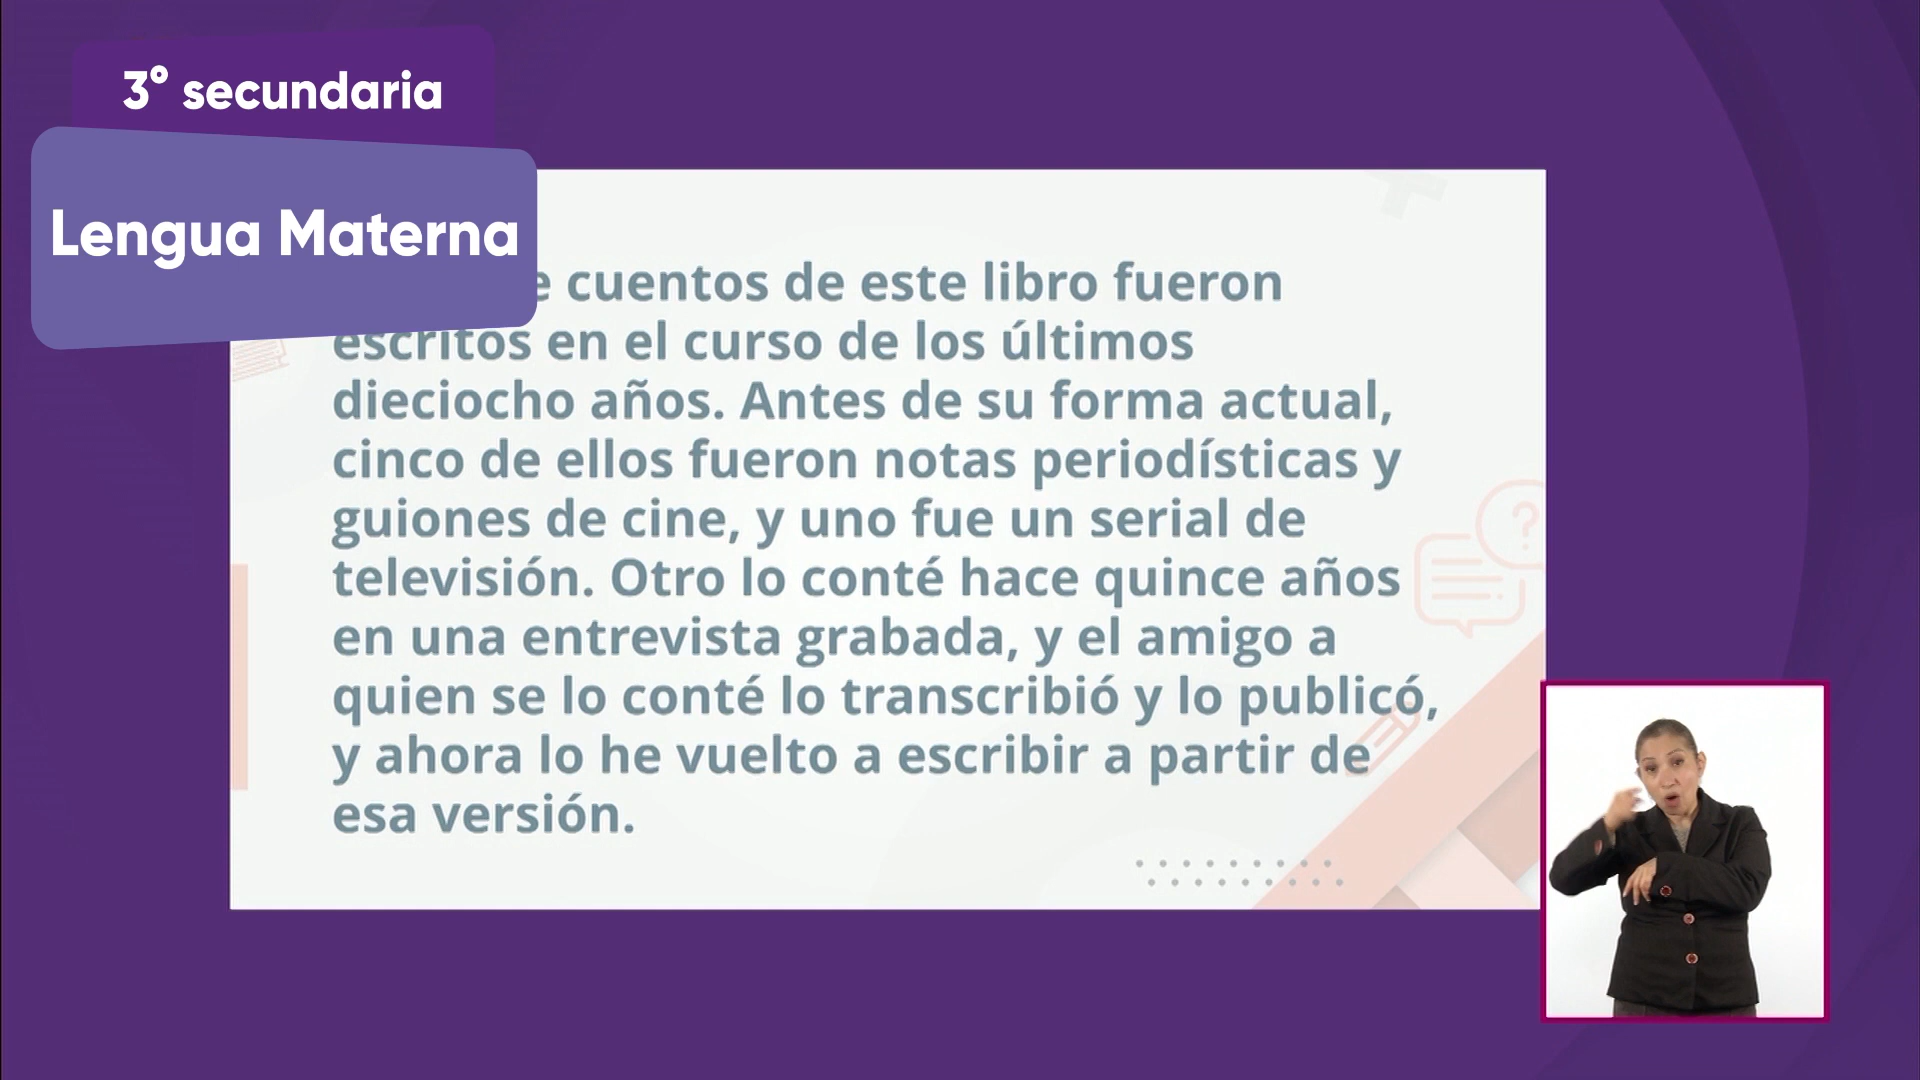 3° secundaria
Lengua Materna
cuentos de este libro fueron
escritos en el curso de los últimos
dieciocho años. Antes de su forma actual,
cinco de ellos fueron notas periodísticas y
guiones de cine, y uno fue un serial de
televisión. Otro lo conté hace quince años
en una entrevista grabada, y el amigo a
quien se lo conté lo transcribió y lo publicó,
y ahora lo he vuelto a escribir a partir de
esa versión.